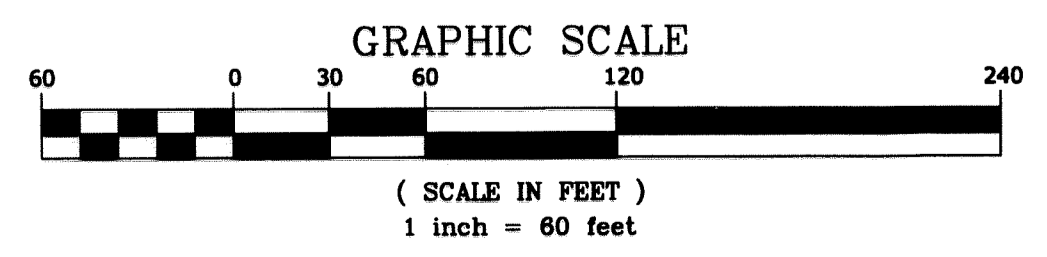 GRAPHIC SCALE
60 0 30 60 120 240
( SCALE IN FEET )
1 inch = 60 feet